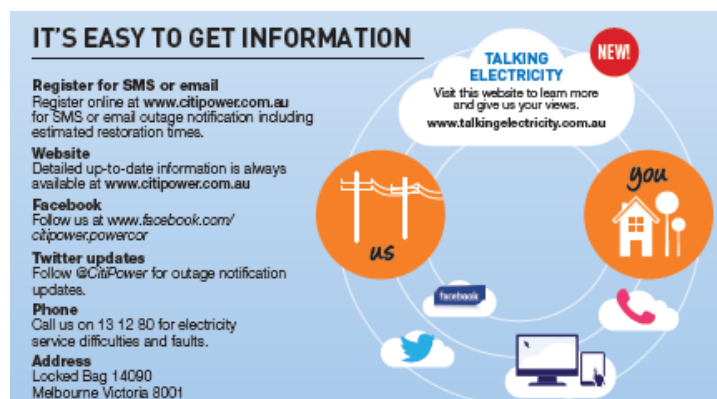 IT'S EASY TO GET INFORMATION
Register for SMS or email
Register online at www.citipower.com.au
for SMS or email outage notification including
estimated restoration times.
Website
Detailed up-to-date information is always
available at www.citipower.com.au
Facebook
Follow us at www.facebook.com/
citipower.powercor
Twitter updates
Follow @CitiPower for outage notification
updates.
Phone
Call us on 13 12 80 for electricity
service difficulties and faults.
Address
Locked Bag 14090
Melbourne Victoria 8001
TALKING
ELECTRICITY
NEW!
Visit this website to learn more
and give us your views.
www.talkingelectricity.com.au
us
you
facebook